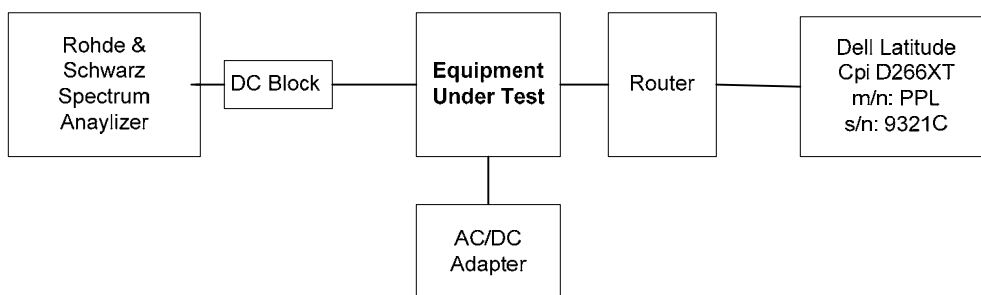 Rohde &
Schwarz
Spectrum
Anaylizer
DC Block
Equipment
Under Test
Router
Dell Latitude
Cpi D266XT
m/n: PPL
s/n: 9321C
AC/DC
Adapter